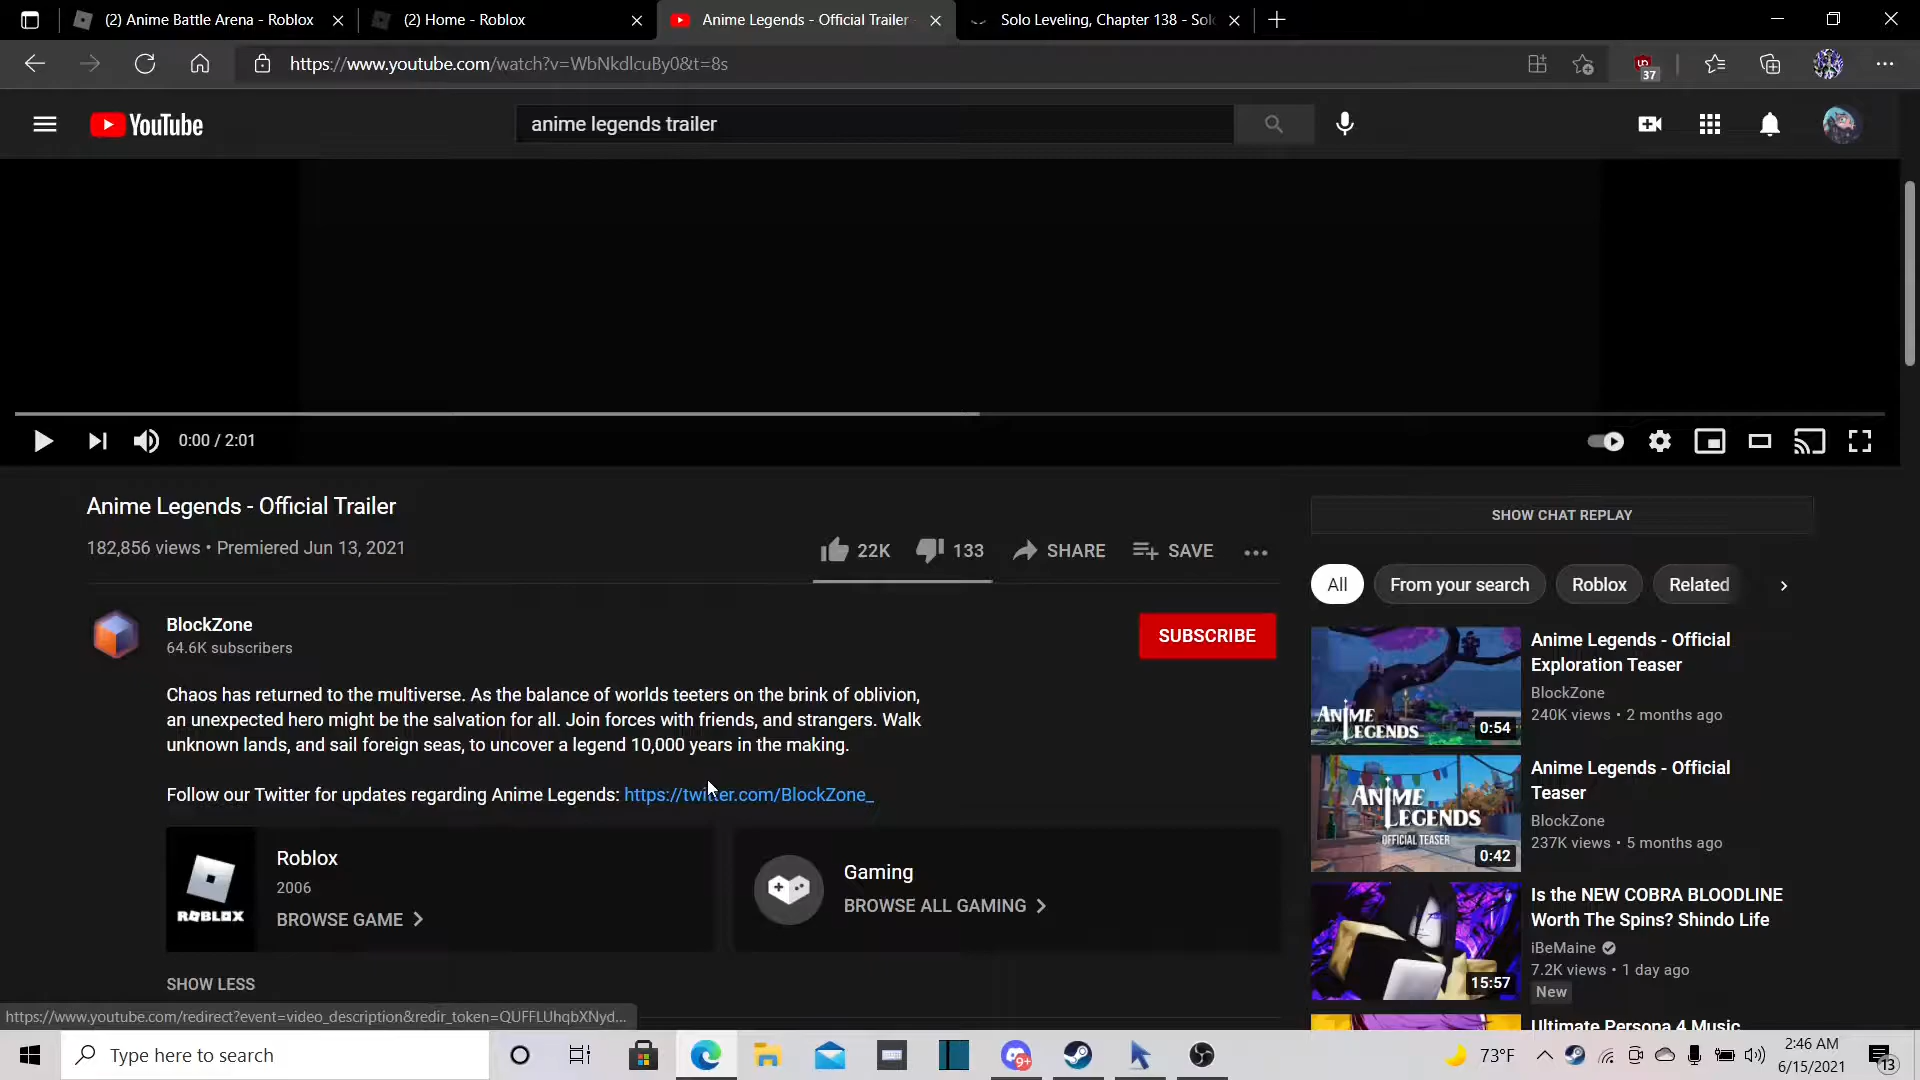 (2) Anime Battle Arena - Roblox
(2) Home - Roblox
Anime Legends - Official Trailer
Solo Leveling, Chapter 138 - Solo
https://www.youtube.com/watch?v=WbNkdlcuBy0&t=8s
37
YouTube
anime legends trailer
0:00 / 2:01
Anime Legends - Official Trailer
182,856 views • Premiered Jun 13, 2021
22K
133
SHARE
SAVE
BlockZone
64.6K subscribers
SUBSCRIBE
Chaos has returned to the multiverse. As the balance of worlds teeters on the brink of oblivion,
an unexpected hero might be the salvation for all. Join forces with friends, and strangers. Walk
unknown lands, and sail foreign seas, to uncover a legend 10,000 years in the making.
Follow our Twitter for updates regarding Anime Legends: https://twitter.com/BlockZone_
ROBLOX
Roblox
2006
BROWSE GAME
Gaming
BROWSE ALL GAMING
SHOW LESS
SHOW CHAT REPLAY
All
From your search
Roblox
Related
ANIME
LEGENDS
0:54
Anime Legends - Official
Exploration Teaser
BlockZone
240K views • 2 months ago
ANIME
LEGENDS
OFFICIAL TEASER
0:42
Anime Legends - Official
Teaser
BlockZone
237K views • 5 months ago
15:57
Is the NEW COBRA BLOODLINE
Worth The Spins? Shindo Life
iBeMaine
7.2K views • 1 day ago
New
Ultimate Persona 4 Music
https://www.youtube.com/redirect?event=video_description&redir_token=QUFFLUhqbXNyd...
Type here to search
9+
73°F
2:46 AM
6/15/2021
13